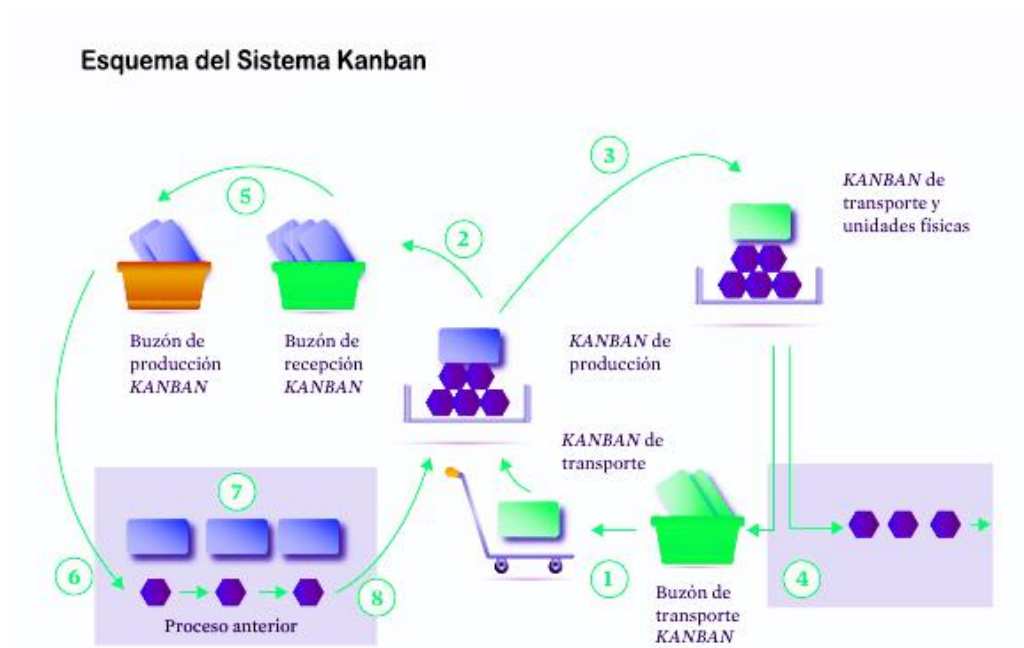 Esquema del Sistema Kanban
3
KANBAN de
transporte y
unidades físicas
5
2
Buzón de
producción
KANBAN
Buzón de
recepción
KANBAN
KANBAN de
producción
KANBAN de
transporte
7
6
8
Proceso anterior
1
Buzón de
transporte
KANBAN
4